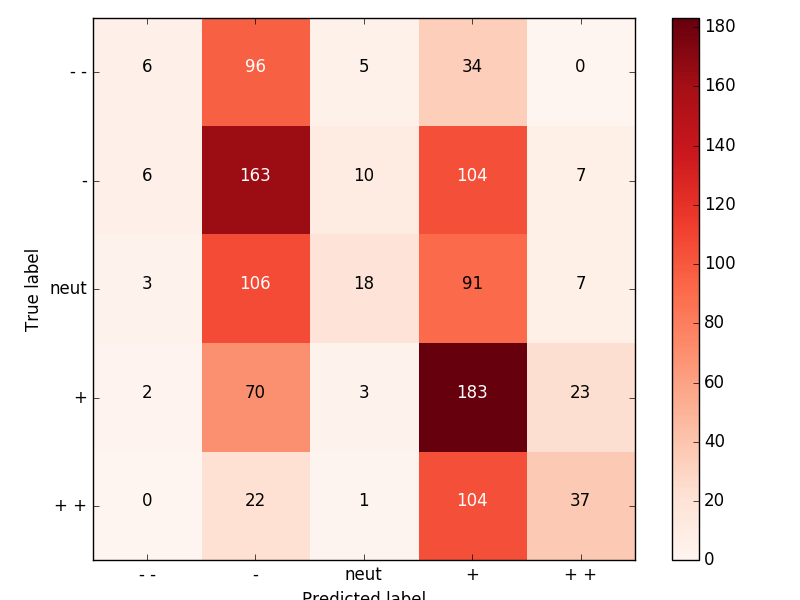 - - 6 96 5 34 0
- 6 163 10 104 7
neut 3 106 18 91 7
+ 2 70 3 183 23
+ + 0 22 1 104 37
- - - neut + + +
True label
Predicted label
180
160
140
120
100
80
60
40
20
0